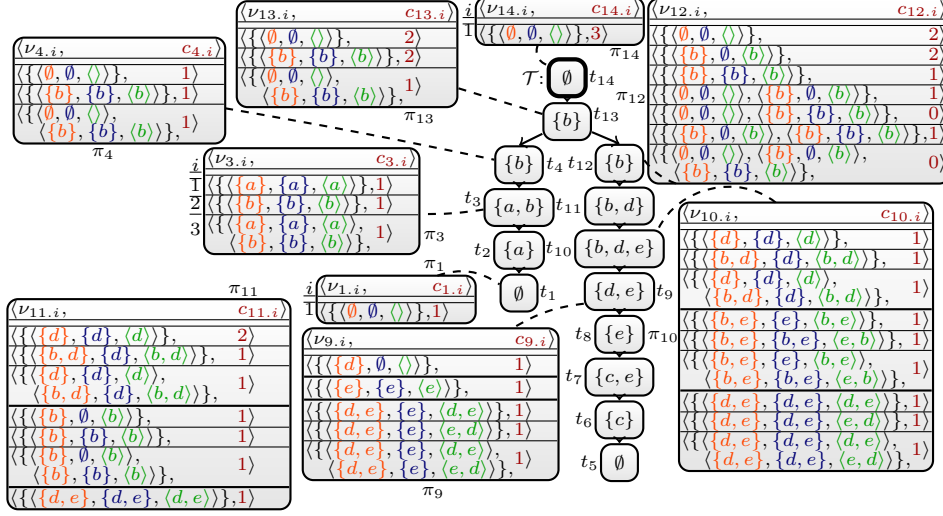 ⟨ν4.i, c4.i⟩
⟨{⟨∅, ∅, ⟨⟩⟩}, 1⟩
⟨{⟨{b}, {b}, ⟨b⟩⟩},1⟩
⟨{⟨∅, ∅, ⟨⟩⟩,
⟨{b}, {b}, ⟨b⟩⟩}, 1⟩
π4
⟨ν13.i, c13.i⟩
⟨{⟨∅, ∅, ⟨⟩⟩}, 2⟩
⟨{⟨{b}, {b}, ⟨b⟩⟩},2⟩
⟨{⟨∅, ∅, ⟨⟩⟩,
⟨{b}, {b}, ⟨b⟩⟩}, 1⟩
π13
i ⟨ν14.i, c14.i⟩
1 ⟨{⟨∅, ∅, ⟨⟩⟩},3⟩
π14
⟨ν12.i, c12.i⟩
⟨{⟨∅, ∅, ⟨⟩⟩}, 2⟩
⟨{⟨{b}, ∅, ⟨b⟩⟩}, 2⟩
⟨{⟨{b}, {b}, ⟨b⟩⟩}, 1⟩
⟨{⟨∅, ∅, ⟨⟩⟩, ⟨{b}, ∅, ⟨b⟩⟩}, 1⟩
⟨{⟨∅, ∅, ⟨⟩⟩, ⟨{b}, {b}, ⟨b⟩⟩}, 0⟩
⟨{⟨{b}, ∅, ⟨b⟩⟩, ⟨{b}, {b}, ⟨b⟩⟩},1⟩
⟨{⟨∅, ∅, ⟨⟩⟩, ⟨{b}, ∅, ⟨b⟩⟩,
⟨{b}, {b}, ⟨b⟩⟩}, 0⟩
π12
𝒯: ∅ t14
{b} t13
{b} t4 t12 {b}
t3 {a, b} t11 {b, d}
t2 {a} t10 {b, d, e}
∅ t1 {d, e} t9
t8 {e}
t7 {c, e}
t6 {c}
t5 ∅
i ⟨ν3.i, c3.i⟩
1 ⟨{⟨{a}, {a}, ⟨a⟩⟩},1⟩
2 ⟨{⟨{b}, {b}, ⟨b⟩⟩},1⟩
3 ⟨{⟨{a}, {a}, ⟨a⟩⟩,
⟨{b}, {b}, ⟨b⟩⟩}, 1⟩
π3
π1
i ⟨ν1.i, c1.i⟩
1 ⟨{⟨∅, ∅, ⟨⟩⟩},1⟩
⟨ν10.i, c10.i⟩
⟨{⟨{d}, {d}, ⟨d⟩⟩}, 1⟩
⟨{⟨{b, d}, {d}, ⟨b, d⟩⟩}, 1⟩
⟨{⟨{d}, {d}, ⟨d⟩⟩,
⟨{b, d}, {d}, ⟨b, d⟩⟩}, 1⟩
⟨{⟨{b, e}, {e}, ⟨b, e⟩⟩}, 1⟩
⟨{⟨{b, e}, {b, e}, ⟨e, b⟩⟩}, 1⟩
⟨{⟨{b, e}, {e}, ⟨b, e⟩⟩,
⟨{b, e}, {b, e}, ⟨e, b⟩⟩}, 1⟩
⟨{⟨{d, e}, {d, e}, ⟨d, e⟩⟩},1⟩
⟨{⟨{d, e}, {d, e}, ⟨e, d⟩⟩},1⟩
⟨{⟨{d, e}, {d, e}, ⟨d, e⟩⟩,
⟨{d, e}, {d, e}, ⟨e, d⟩⟩}, 1⟩
π10
π11
⟨ν11.i, c11.i⟩
⟨{⟨{d}, {d}, ⟨d⟩⟩}, 2⟩
⟨{⟨{b, d}, {d}, ⟨b, d⟩⟩}, 1⟩
⟨{⟨{d}, {d}, ⟨d⟩⟩,
⟨{b, d}, {d}, ⟨b, d⟩⟩}, 1⟩
⟨{⟨{b}, ∅, ⟨b⟩⟩}, 1⟩
⟨{⟨{b}, {b}, ⟨b⟩⟩}, 1⟩
⟨{⟨{b}, ∅, ⟨b⟩⟩,
⟨{b}, {b}, ⟨b⟩⟩}, 1⟩
⟨{⟨{d, e}, {d, e}, ⟨d, e⟩⟩},1⟩
⟨ν9.i, c9.i⟩
⟨{⟨{d}, ∅, ⟨⟩⟩}, 1⟩
⟨{⟨{e}, {e}, ⟨e⟩⟩}, 1⟩
⟨{⟨{d, e}, {e}, ⟨d, e⟩⟩}, 1⟩
⟨{⟨{d, e}, {e}, ⟨e, d⟩⟩}, 1⟩
⟨{⟨{d, e}, {e}, ⟨d, e⟩⟩,
⟨{d, e}, {e}, ⟨e, d⟩⟩}, 1⟩
π9